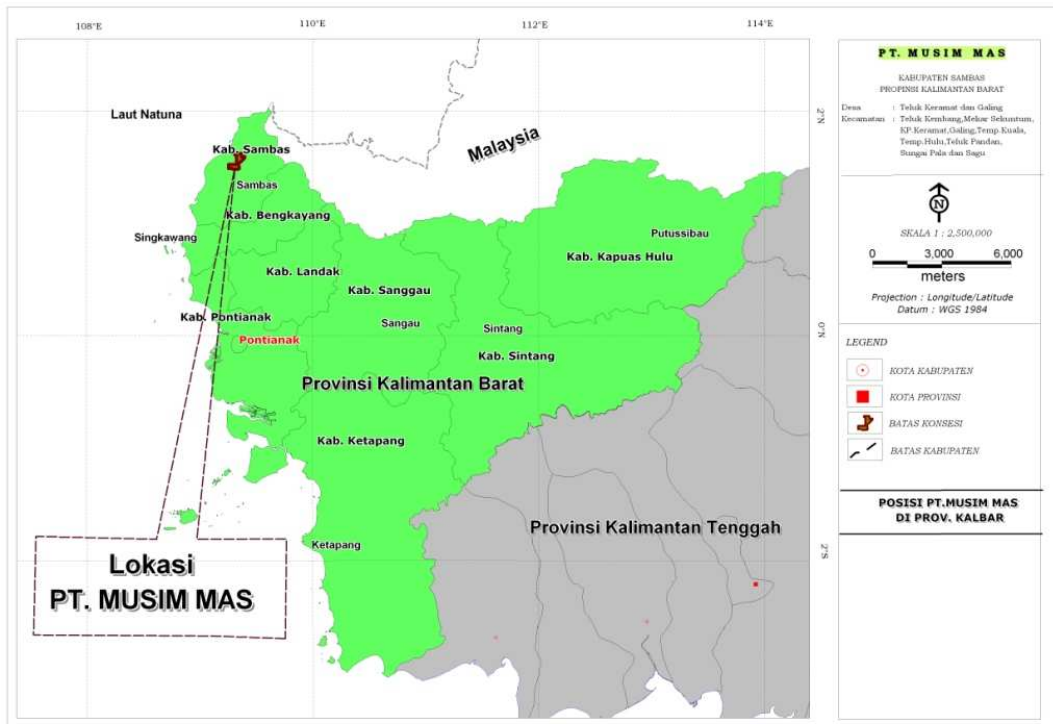 108°E
110°E
112°E
114°E
2°N
0°N
2°S
Laut Natuna
Malaysia
Kab. Sambas
Sambas
Kab. Bengkayang
Singkawang
Putussibau
Kab. Kapuas Hulu
Kab. Landak
Kab. Sanggau
Kab. Pontianak
Sangau
Sintang
Pontianak
Kab. Sintang
Provinsi Kalimantan Barat
Kab. Ketapang
Provinsi Kalimantan Tenggah
Ketapang
Lokasi
PT. MUSIM MAS
PT. MUSIM MAS
KABUPATEN SAMBAS
PROPINSI KALIMANTAN BARAT
Desa : Teluk Keramat dan Galing
Kecamatan : Teluk Kembang,Mekar Sekuntum,
KP.Keramat,Galing,Temp.Kuala,
Temp.Hulu,Teluk Pandan,
Sungai Pala dan Sagu
N
SKALA 1 : 2,500,000
0 3,000 6,000
meters
Projection : Longitude/Latitude
Datum : WGS 1984
LEGEND
KOTA KABUPATEN
KOTA PROVINSI
BATAS KONSESI
BATAS KABUPATEN
POSISI PT.MUSIM MAS
DI PROV. KALBAR